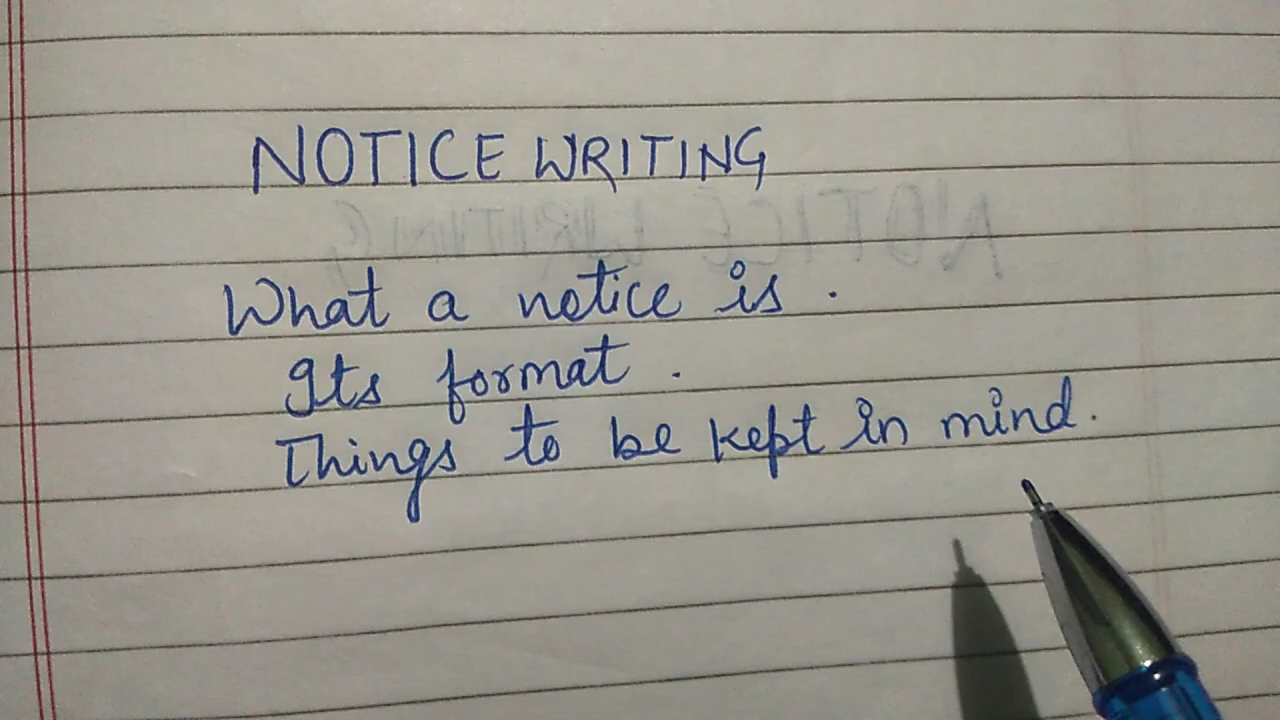 NOTICE WRITING
What a notice is.
Its format.
Things to be kept in mind.